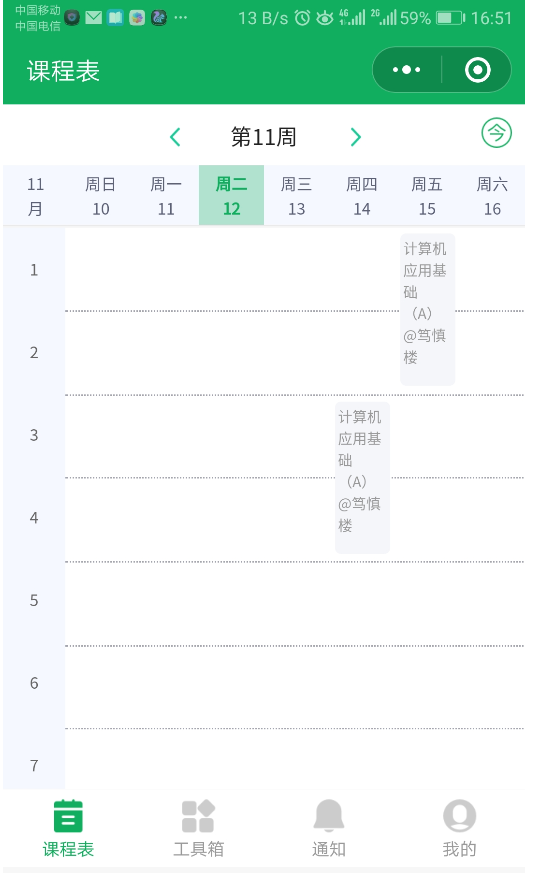 中国移动
中国电信
13 B/s
4G
2G
59%
16:51
课程表
第11周
今
11月
周日 10
周一 11
周二 12
周三 13
周四 14
周五 15
周六 16
1
计算机
应用基
础
（A）
@笃慎
楼
2
3
计算机
应用基
础
（A）
@笃慎
楼
4
5
6
7
课程表
工具箱
通知
我的